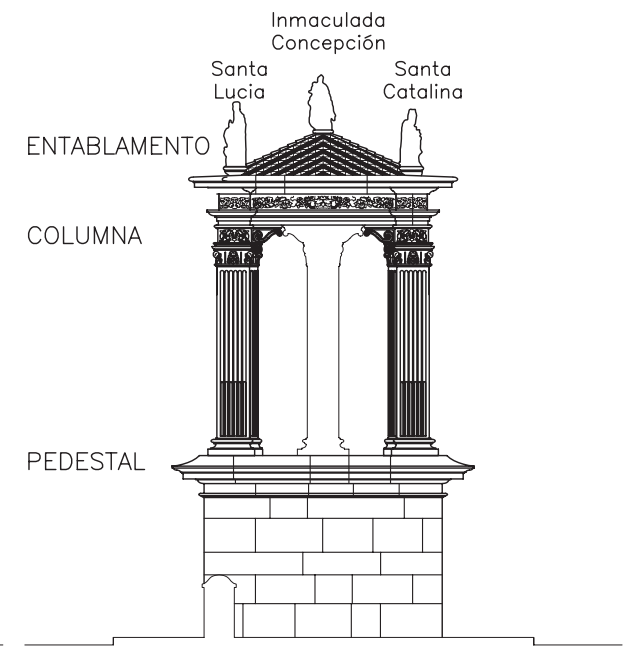 Inmaculada
Concepción
Santa
Lucia
Santa
Catalina
ENTABLAMENTO
COLUMNA
PEDESTAL